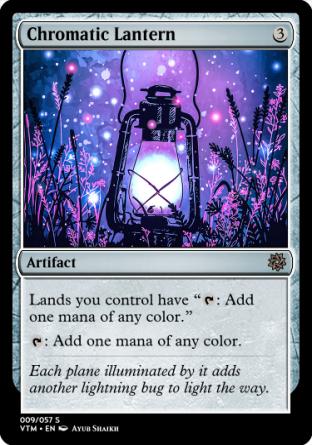 Chromatic Lantern 3
Artifact
Lands you control have “T: Add
one mana of any color.”
T: Add one mana of any color.
Each plane illuminated by it adds
another lightning bug to light the way.
009/057 S
VTM • EN Ayub Shaikh